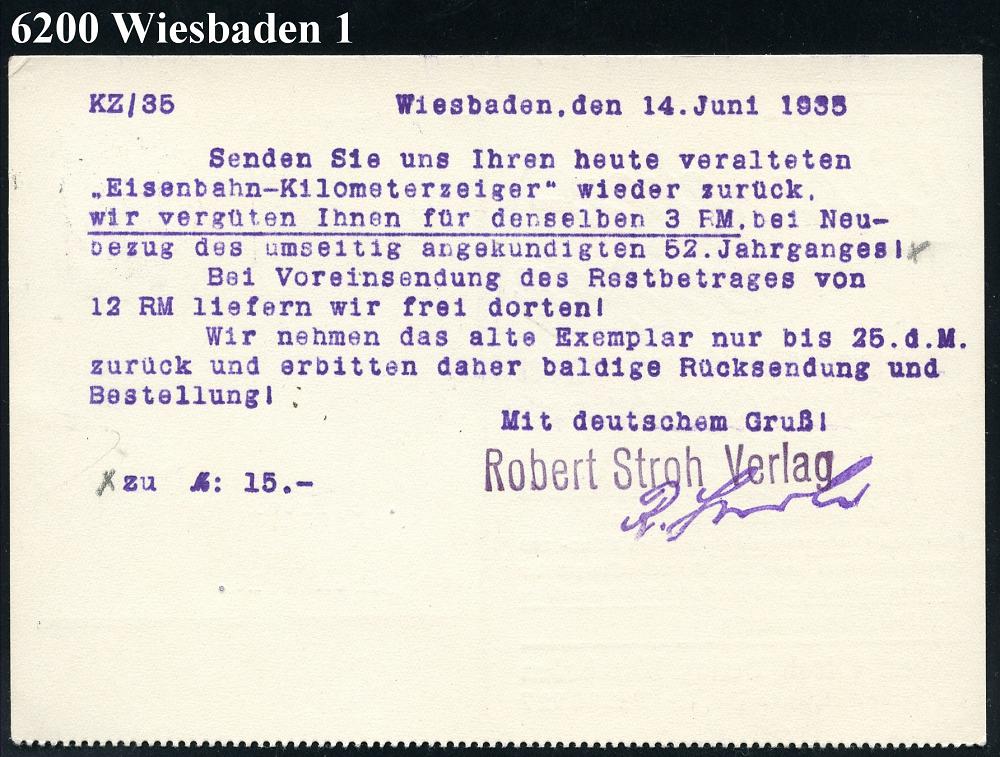 6200 Wiesbaden 1
KZ/35 Wiesbaden,den 14.Juni 1935
Senden Sie uns Ihren heute veralteten
„Eisenbahn-Kilometerzeiger“ wieder zurück,
wir vergüten Ihnen für denselben 3 RM,bei Neu-
bezug des umseitig angekundigten 52.Jahrganges!x
Bei Voreinsendung des Restbetrages von
12 RM liefern wir frei dorten!
Wir nehmen das alte Exemplar nur bis 25.d.M.
zurück und erbitten daher baldige Rücksendung und
Bestellung!
Mit deutschem Gruß!
Robert Stroh Verlag
R. Stroh
x zu ℳ: 15.-